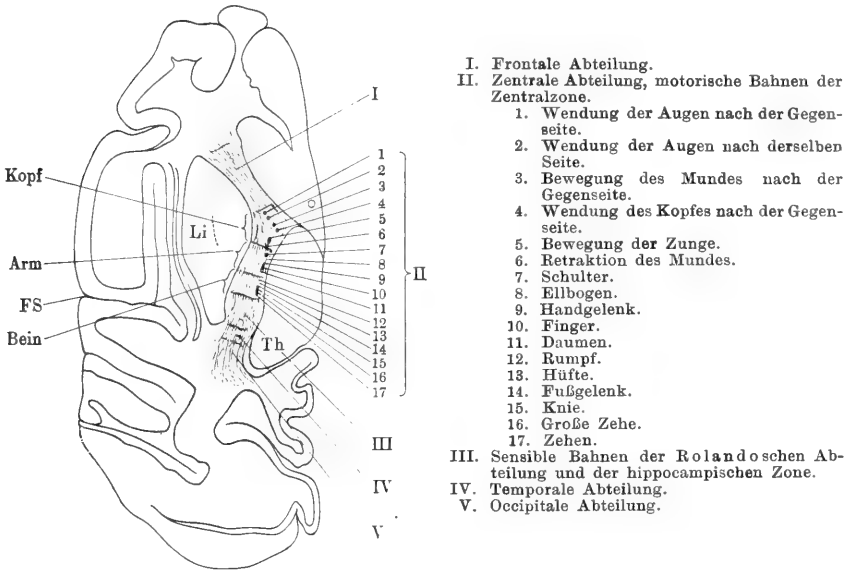 I
Kopf
Li
Arm
FS
Bein
Th
1
2
3
4
5
6
7
8
9
10
11
12
13
14
15
16
17
II
III
IV
V
I. Frontale Abteilung.
II. Zentrale Abteilung, motorische Bahnen der
Zentralzone.
1. Wendung der Augen nach der Gegen-
seite.
2. Wendung der Augen nach derselben
Seite.
3. Bewegung des Mundes nach der
Gegenseite.
4. Wendung des Kopfes nach der Gegen-
seite.
5. Bewegung der Zunge.
6. Retraktion des Mundes.
7. Schulter.
8. Ellbogen.
9. Handgelenk.
10. Finger.
11. Daumen.
12. Rumpf.
13. Hüfte.
14. Fußgelenk.
15. Knie.
16. Große Zehe.
17. Zehen.
III. Sensible Bahnen der Rolandoschen Ab-
teilung und der hippocampischen Zone.
IV. Temporale Abteilung.
V. Occipitale Abteilung.